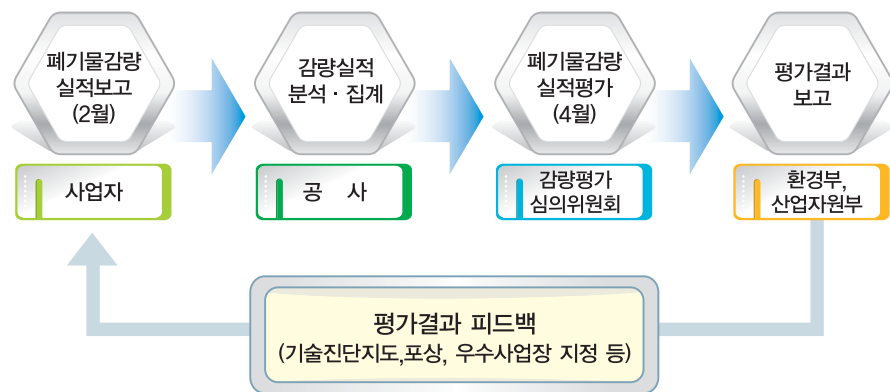 폐기물감량
실적보고
(2월)
사업자
감량실적
분석 · 집계
공 사
폐기물감량
실적평가
(4월)
감량평가
심의위원회
평가결과
보고
환경부,
산업자원부
평가결과 피드백
(기술진단지도,포상, 우수사업장 지정 등)